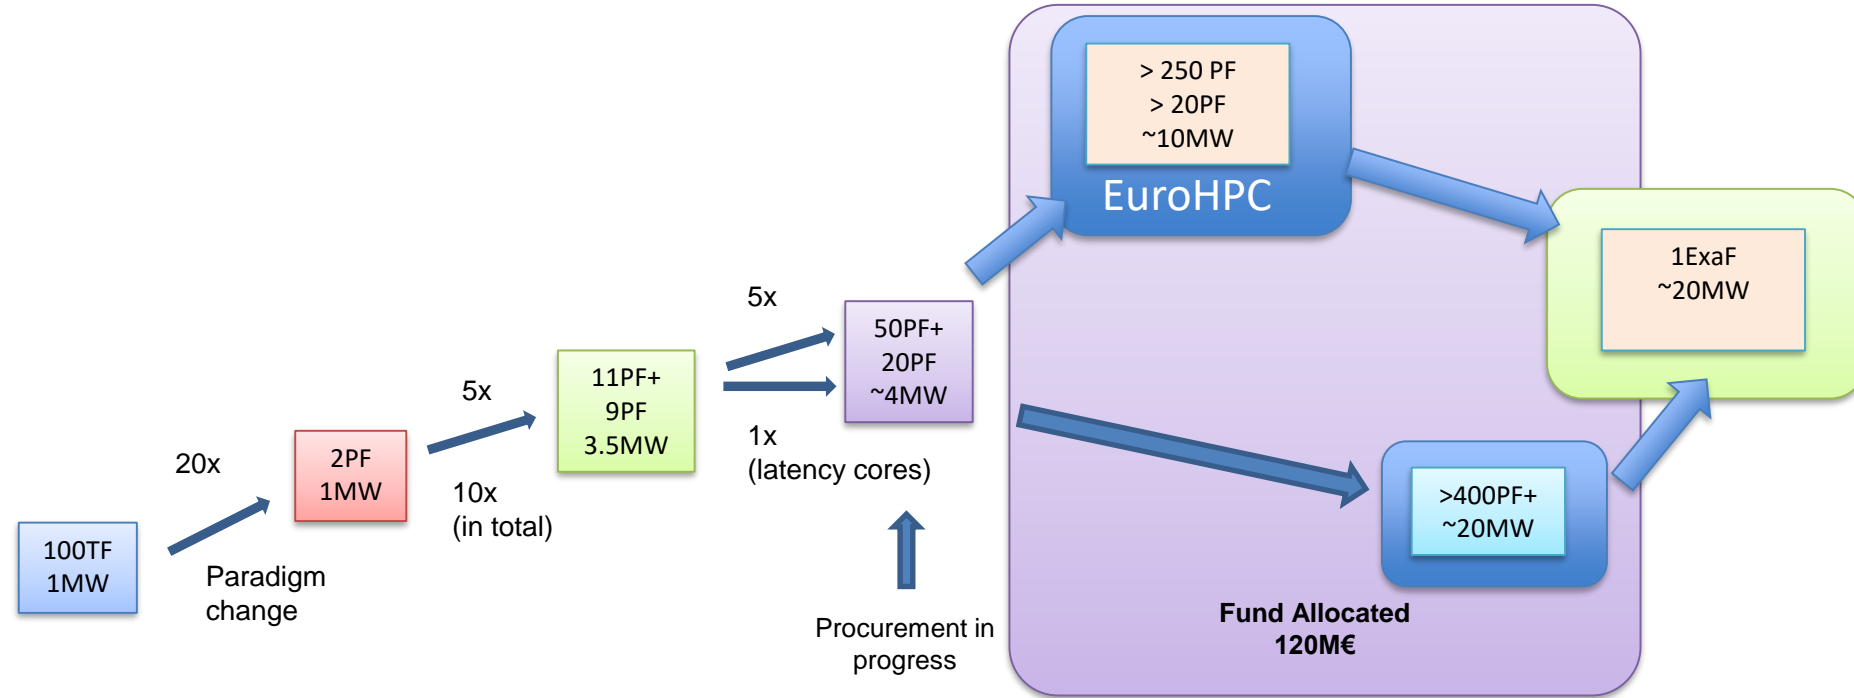 100TF
1MW
20x
Paradigm
change
2PF
1MW
5x
10x
(in total)
11PF+
9PF
3.5MW
5x
1x
(latency cores)
50PF+
20PF
~4MW
Procurement in
progress
> 250 PF
> 20PF
~10MW
EuroHPC
>400PF+
~20MW
Fund Allocated
120M€
1ExaF
~20MW